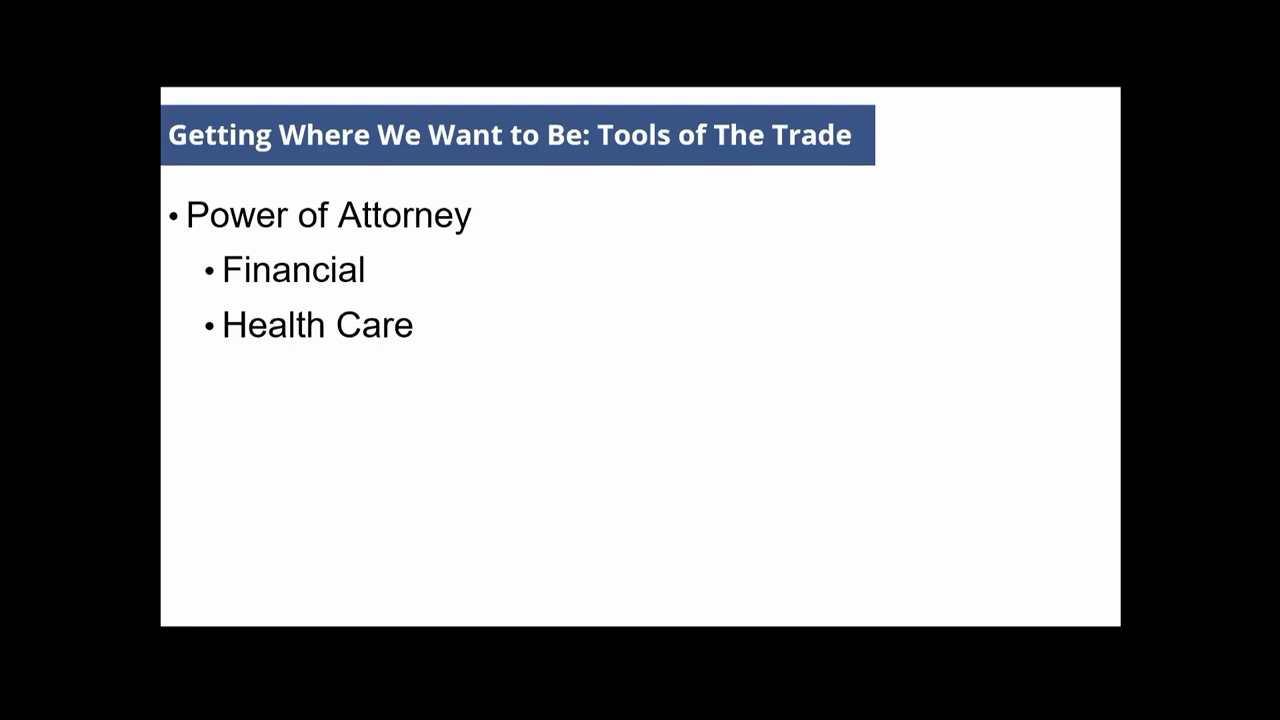 Getting Where We Want to Be: Tools of The Trade
• Power of Attorney
• Financial
• Health Care